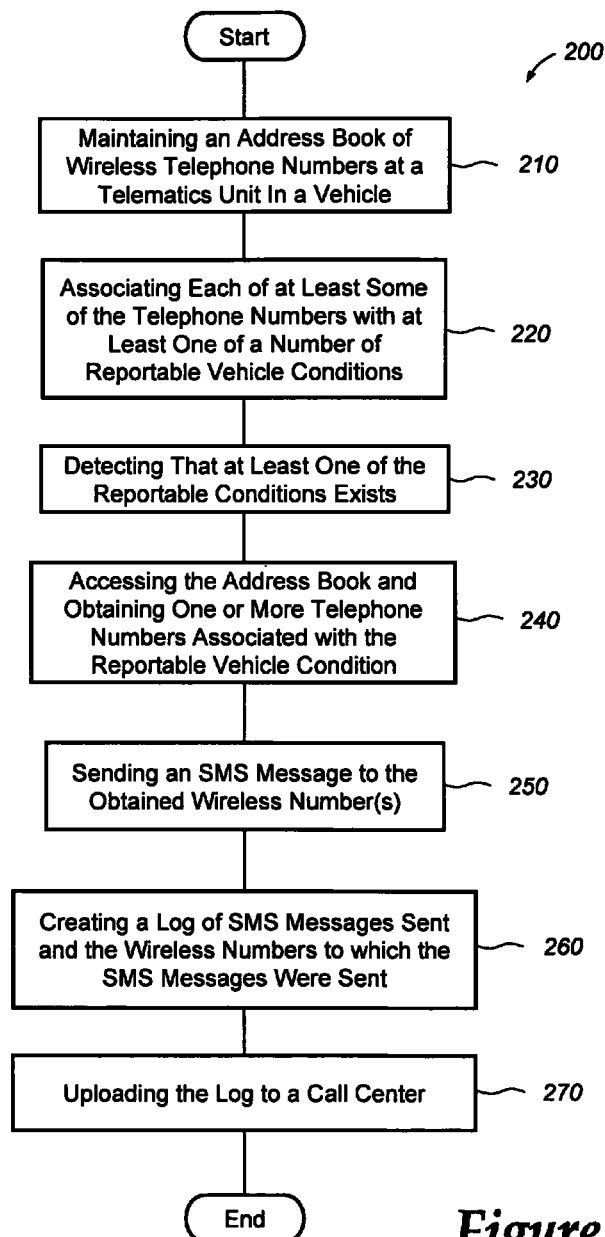 Start
200
Maintaining an Address Book of
Wireless Telephone Numbers at a
Telematics Unit In a Vehicle
210
Associating Each of at Least Some
of the Telephone Numbers with at
Least One of a Number of
Reportable Vehicle Conditions
220
Detecting That at Least One of the
Reportable Conditions Exists
230
Accessing the Address Book and
Obtaining One or More Telephone
Numbers Associated with the
Reportable Vehicle Condition
240
Sending an SMS Message to the
Obtained Wireless Number(s)
250
Creating a Log of SMS Messages Sent
and the Wireless Numbers to which the
SMS Messages Were Sent
260
Uploading the Log to a Call Center
270
End
Figure